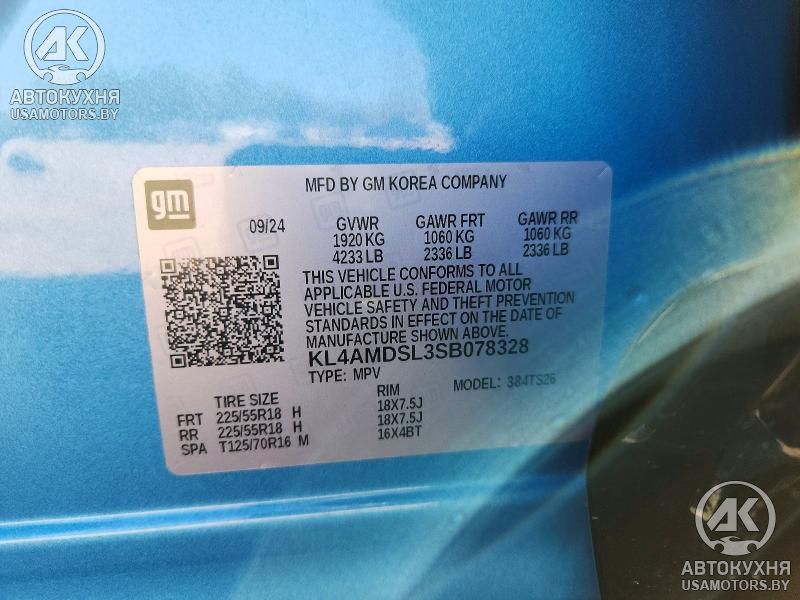 AK
АВТОКУХНЯ
USAMOTORS.BY
gm
MFD BY GM KOREA COMPANY
09/24
GVWR GAWR FRT GAWR RR
1920 KG 1060 KG 1060 KG
4233 LB 2336 LB 2336 LB
THIS VEHICLE CONFORMS TO ALL
APPLICABLE U.S. FEDERAL MOTOR
VEHICLE SAFETY AND THEFT PREVENTION
STANDARDS IN EFFECT ON THE DATE OF
MANUFACTURE SHOWN ABOVE.
KL4AMDSL3SB078328
TYPE: MPV MODEL: 384TS26
TIRE SIZE RIM
FRT 225/55R18 H 18X7.5J
RR 225/55R18 H 18X7.5J
SPA T125/70R16 M 16X4BT
AK
АВТОКУХНЯ
USAMOTORS.BY